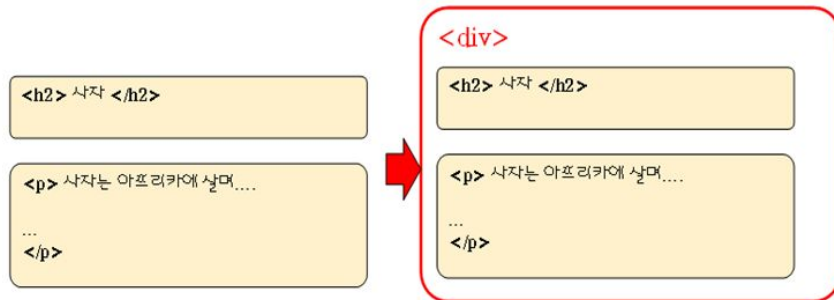 <h2> 사자 </h2>
<p> 사자는 아프리카에 살며....
...
</p>
<div>
<h2> 사자 </h2>
<p> 사자는 아프리카에 살며....
...
</p>